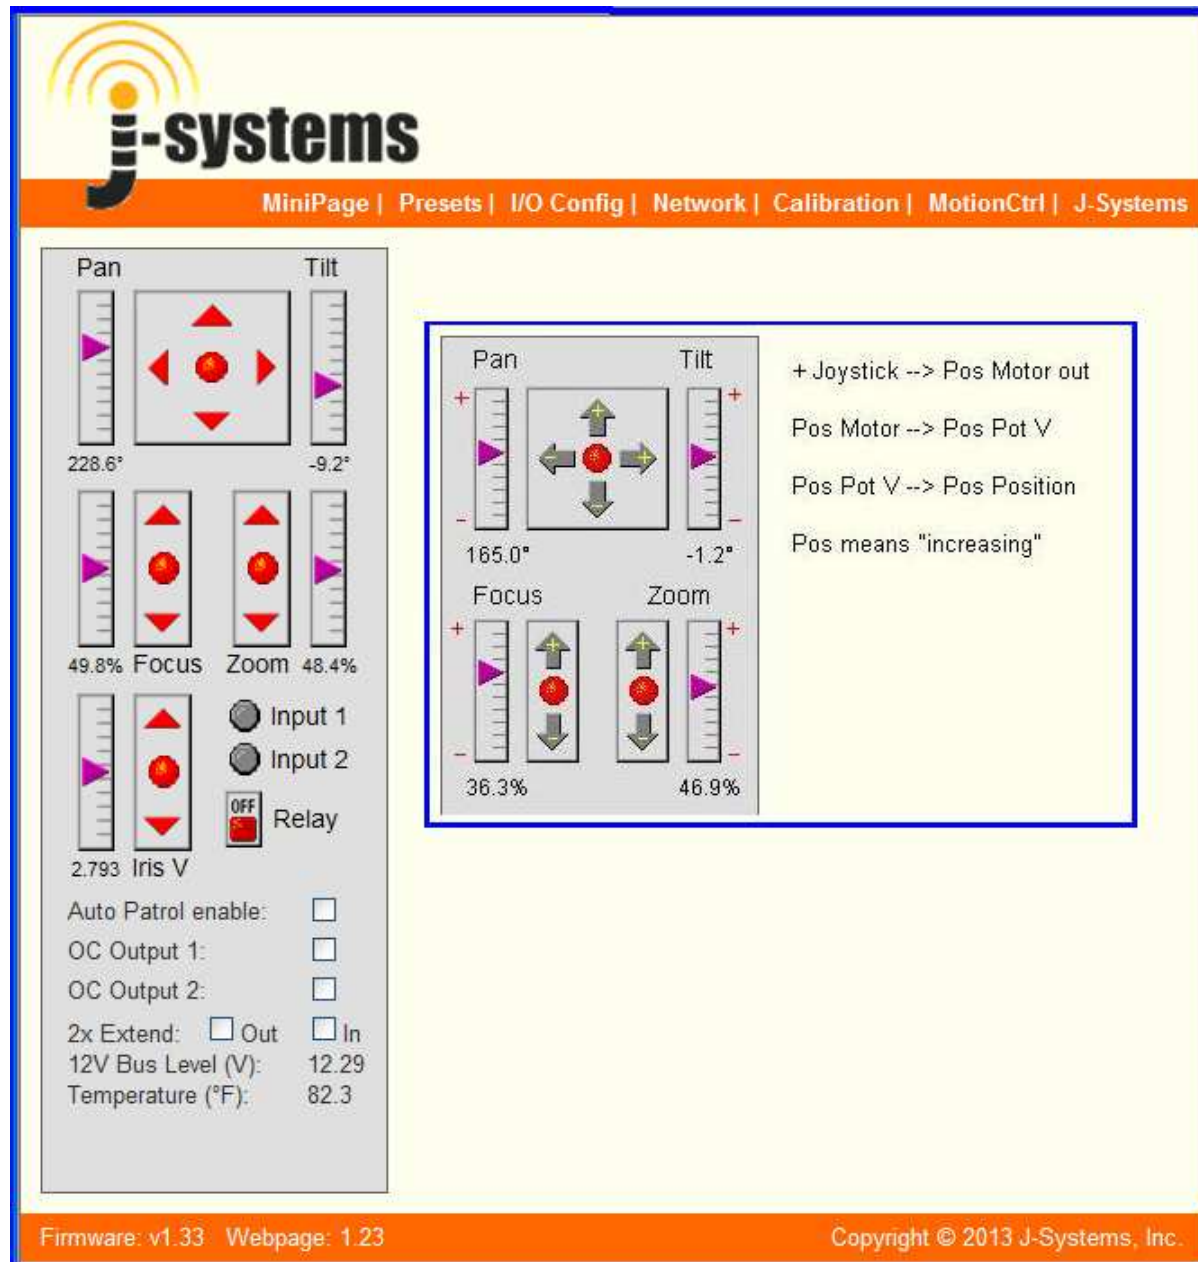 j-systems
MiniPage | Presets | I/O Config | Network | Calibration | MotionCtrl | J-Systems
Pan Tilt
228.6° -9.2°
49.8% Focus Zoom 48.4%
Input 1
Input 2
OFF Relay
2.793 Iris V
Auto Patrol enable:
OC Output 1:
OC Output 2:
2x Extend: Out In
12V Bus Level (V): 12.29
Temperature (°F): 82.3
Pan Tilt
+ + + 
- +
- - -
165.0° -1.2°
Focus Zoom
+ + + +
- - - -
36.3% 46.9%
+ Joystick --> Pos Motor out
Pos Motor --> Pos Pot V
Pos Pot V --> Pos Position
Pos means "increasing"
Firmware: v1.33 Webpage: 1.23
Copyright © 2013 J-Systems, Inc.